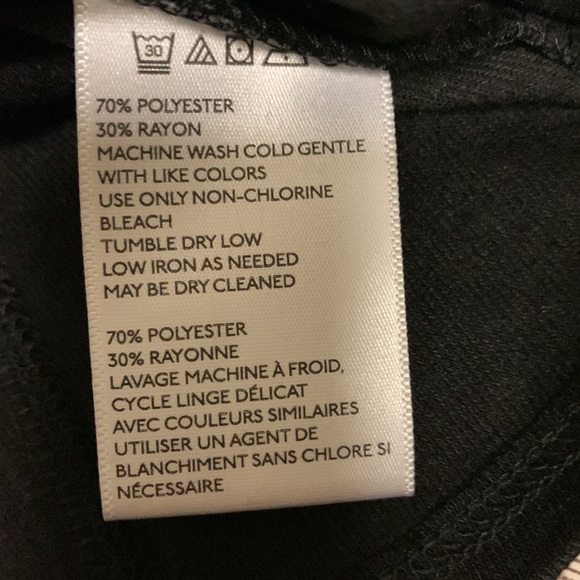 30
70% POLYESTER
30% RAYON
MACHINE WASH COLD GENTLE
WITH LIKE COLORS
USE ONLY NON-CHLORINE
BLEACH
TUMBLE DRY LOW
LOW IRON AS NEEDED
MAY BE DRY CLEANED
70% POLYESTER
30% RAYONNE
LAVAGE MACHINE À FROID,
CYCLE LINGE DÉLICAT
AVEC COULEURS SIMILAIRES
UTILISER UN AGENT DE
BLANCHIMENT SANS CHLORE SI
NÉCESSAIRE